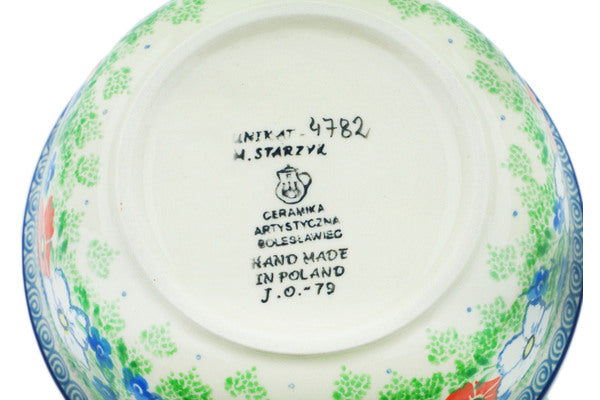 UNIKAT-4782
M. STARZYK
CERAMIKA
ARTYSTYCZNA
BOLESŁAWIEC
HAND MADE
IN POLAND
J.O.-79